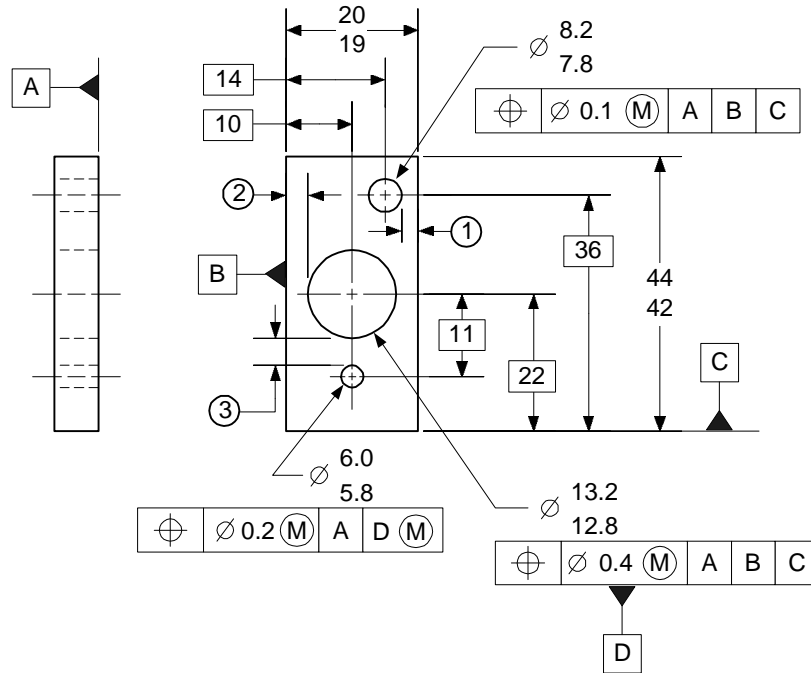 20
19
⌀ 8.2
7.8
14
A
⌀ 0.1 Ⓜ A B C
10
②
①
36
B
44
42
11
22
C
③
⌀ 6.0
5.8
⌀ 13.2
12.8
⌀ 0.2 Ⓜ A D Ⓜ
⌀ 0.4 Ⓜ A B C
D